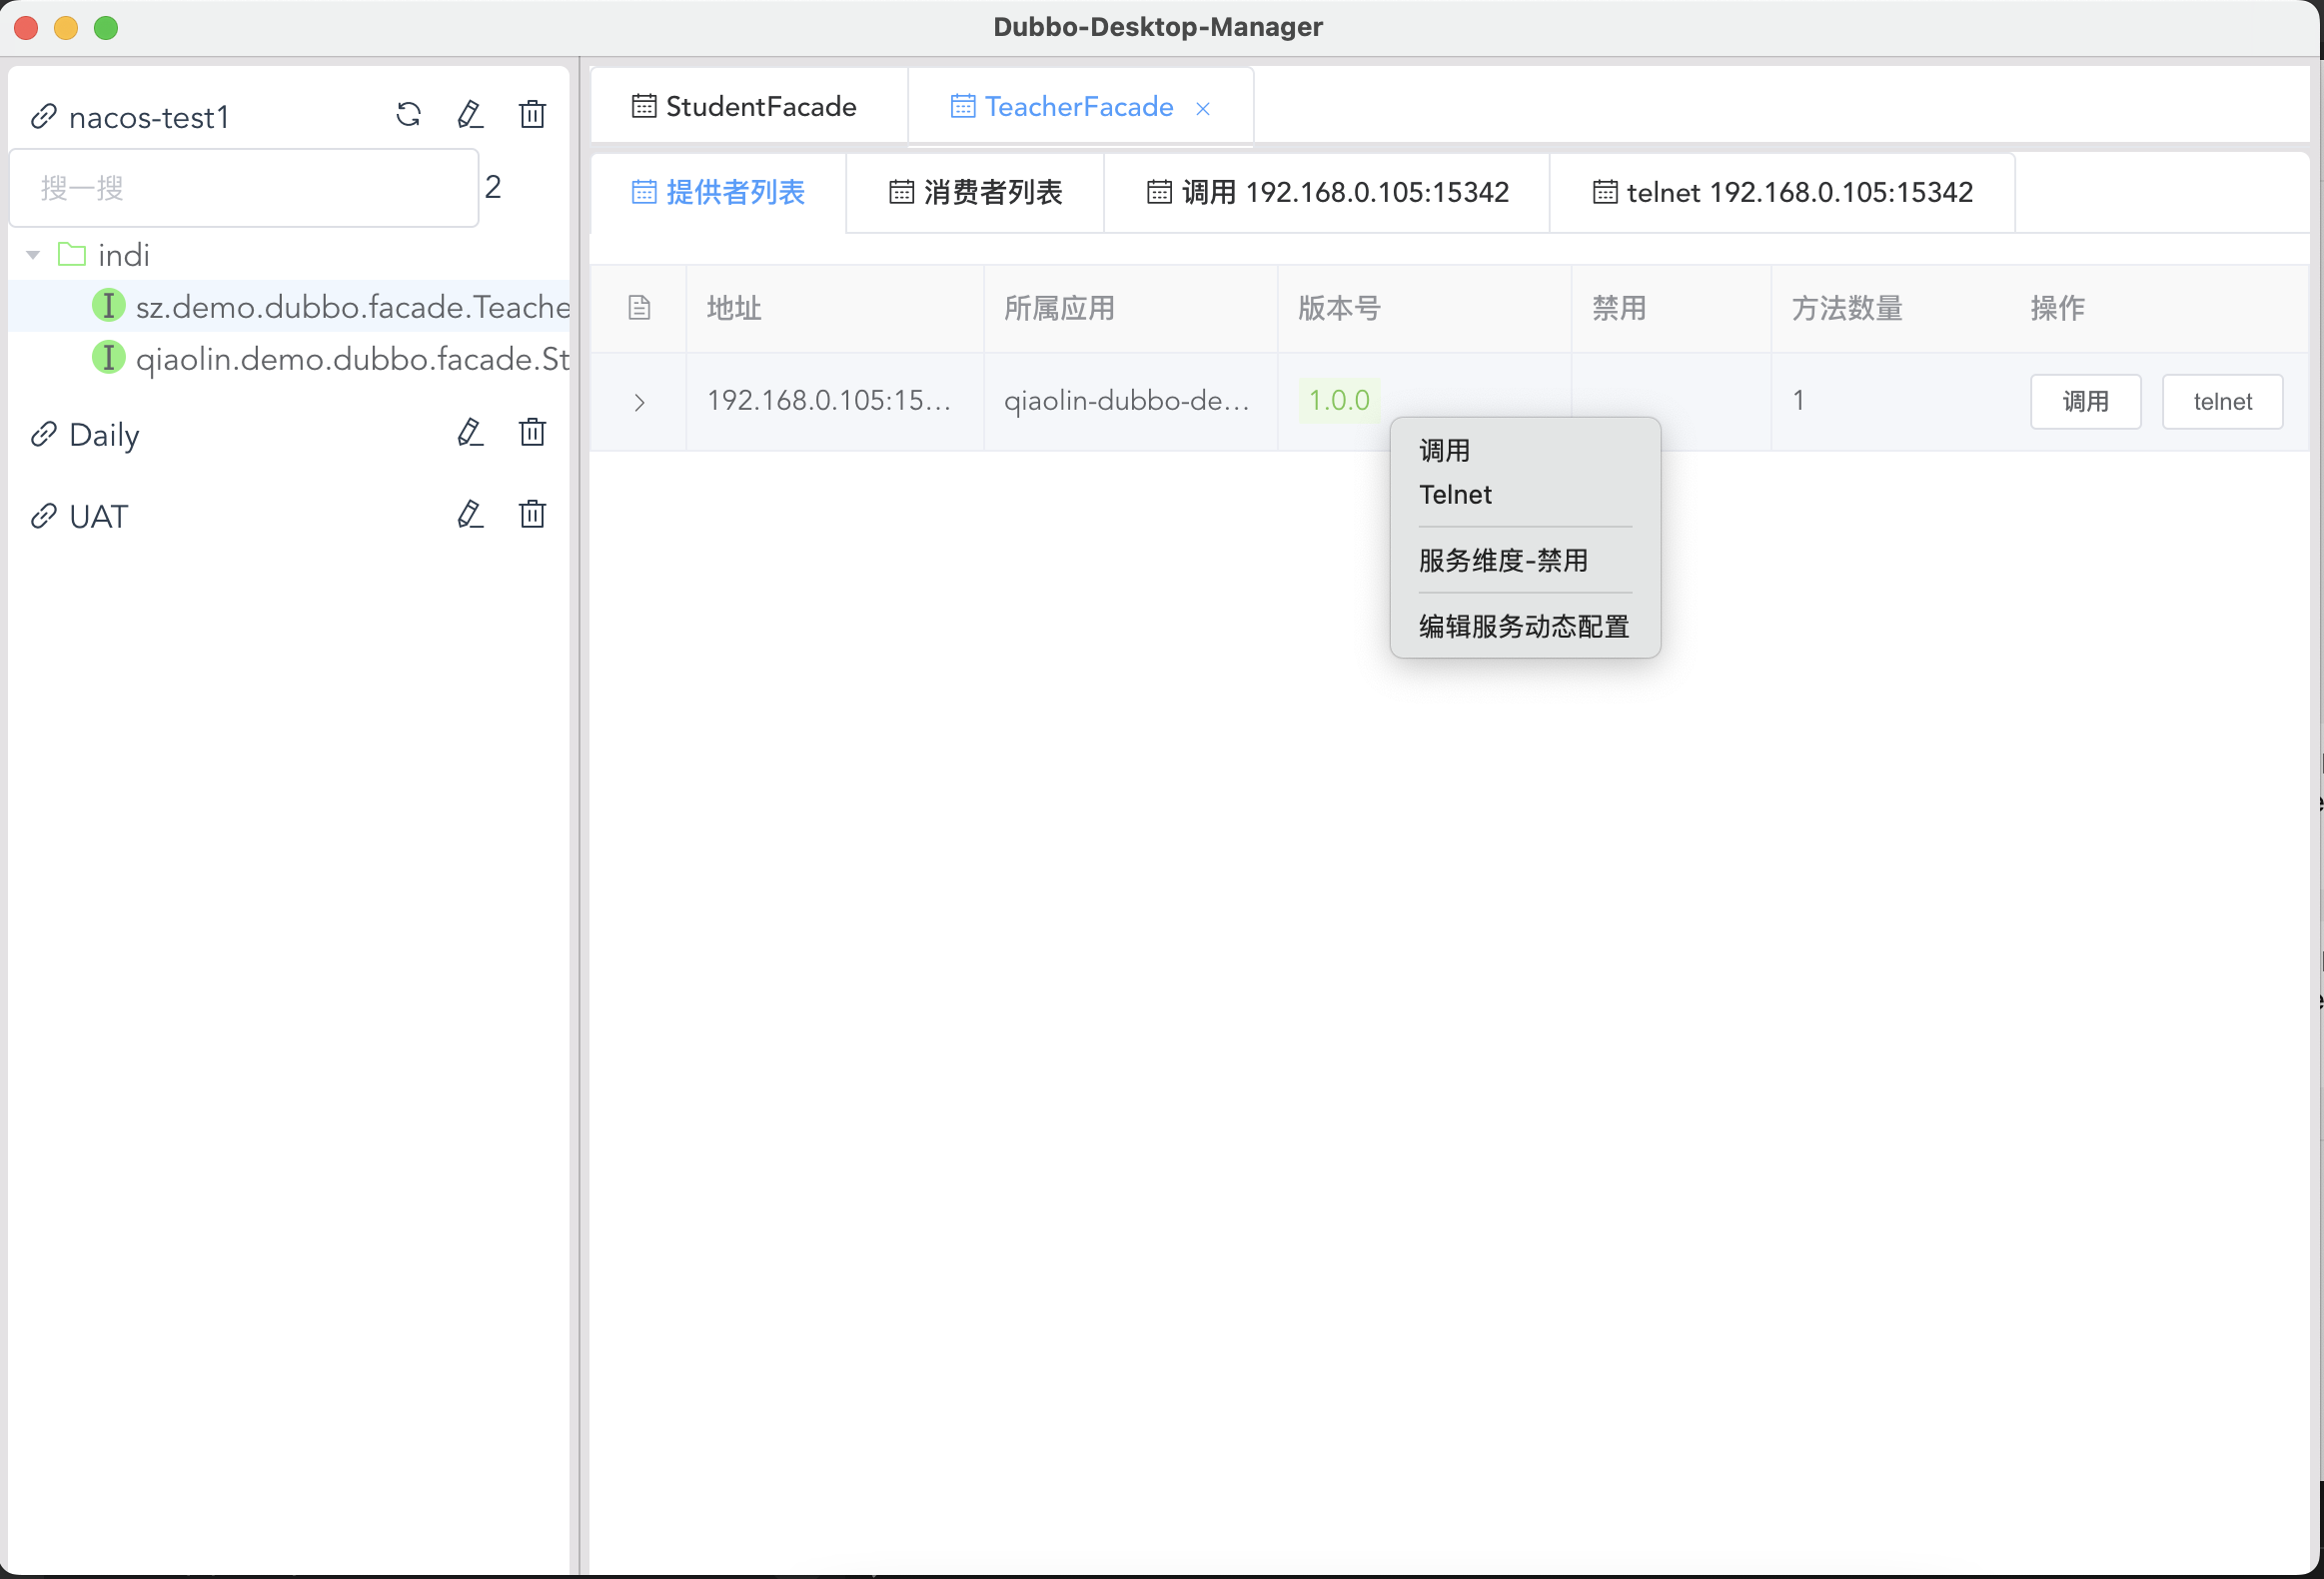 Dubbo-Desktop-Manager
nacos-test1
搜一搜
2
indi
sz.demo.dubbo.facade.Teache
qiaolin.demo.dubbo.facade.St
Daily
UAT
StudentFacade
TeacherFacade
提供者列表
消费者列表
调用 192.168.0.105:15342
telnet 192.168.0.105:15342
地址
所属应用
版本号
禁用
方法数量
操作
192.168.0.105:15...
qiaolin-dubbo-de...
1.0.0
1
调用
telnet
调用
Telnet
服务维度-禁用
编辑服务动态配置